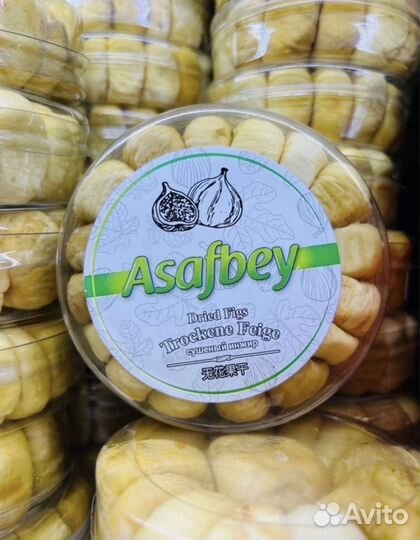 Asafbey
Dried Figs
Trockene Feige
сушеный инжир
无花果干
Avito